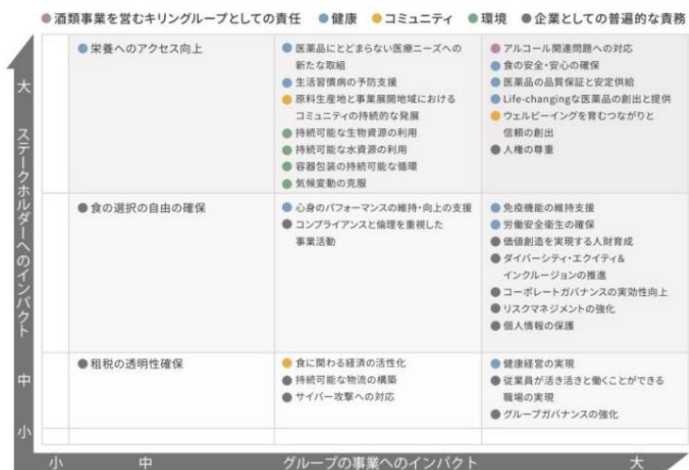 酒類事業を営むキリングループとしての責任 健康 コミュニティ 環境 企業としての普遍的な責務
大
ステークホルダーへのインパクト
中
小
栄養へのアクセス向上
医薬品にとどまらない医療ニーズへの
新たな取組
生活習慣病の予防支援
原料生産地と事業展開地域における
コミュニティの持続的な発展
持続可能な生物資源の利用
持続可能な水資源の利用
容器包装の持続可能な循環
気候変動の克服
アルコール関連問題への対応
食の安全・安心の確保
医薬品の品質保証と安定供給
Life-changingな医薬品の創出と提供
ウェルビーイングを育むつながりと
信頼の創出
人権の尊重
食の選択の自由の確保
心身のパフォーマンスの維持・向上の支援
コンプライアンスと倫理を重視した
事業活動
免疫機能の維持支援
労働安全衛生の確保
価値創造を実現する人財育成
ダイバーシティ・エクイティ&
インクルージョンの推進
コーポレートガバナンスの実効性向上
リスクマネジメントの強化
個人情報の保護
租税の透明性確保
食に関わる経済の活性化
持続可能な物流の構築
サイバー攻撃への対応
健康経営の実現
従業員が活き活きと働くことができる
職場の実現
グループガバナンスの強化
小 中 グループの事業へのインパクト 大